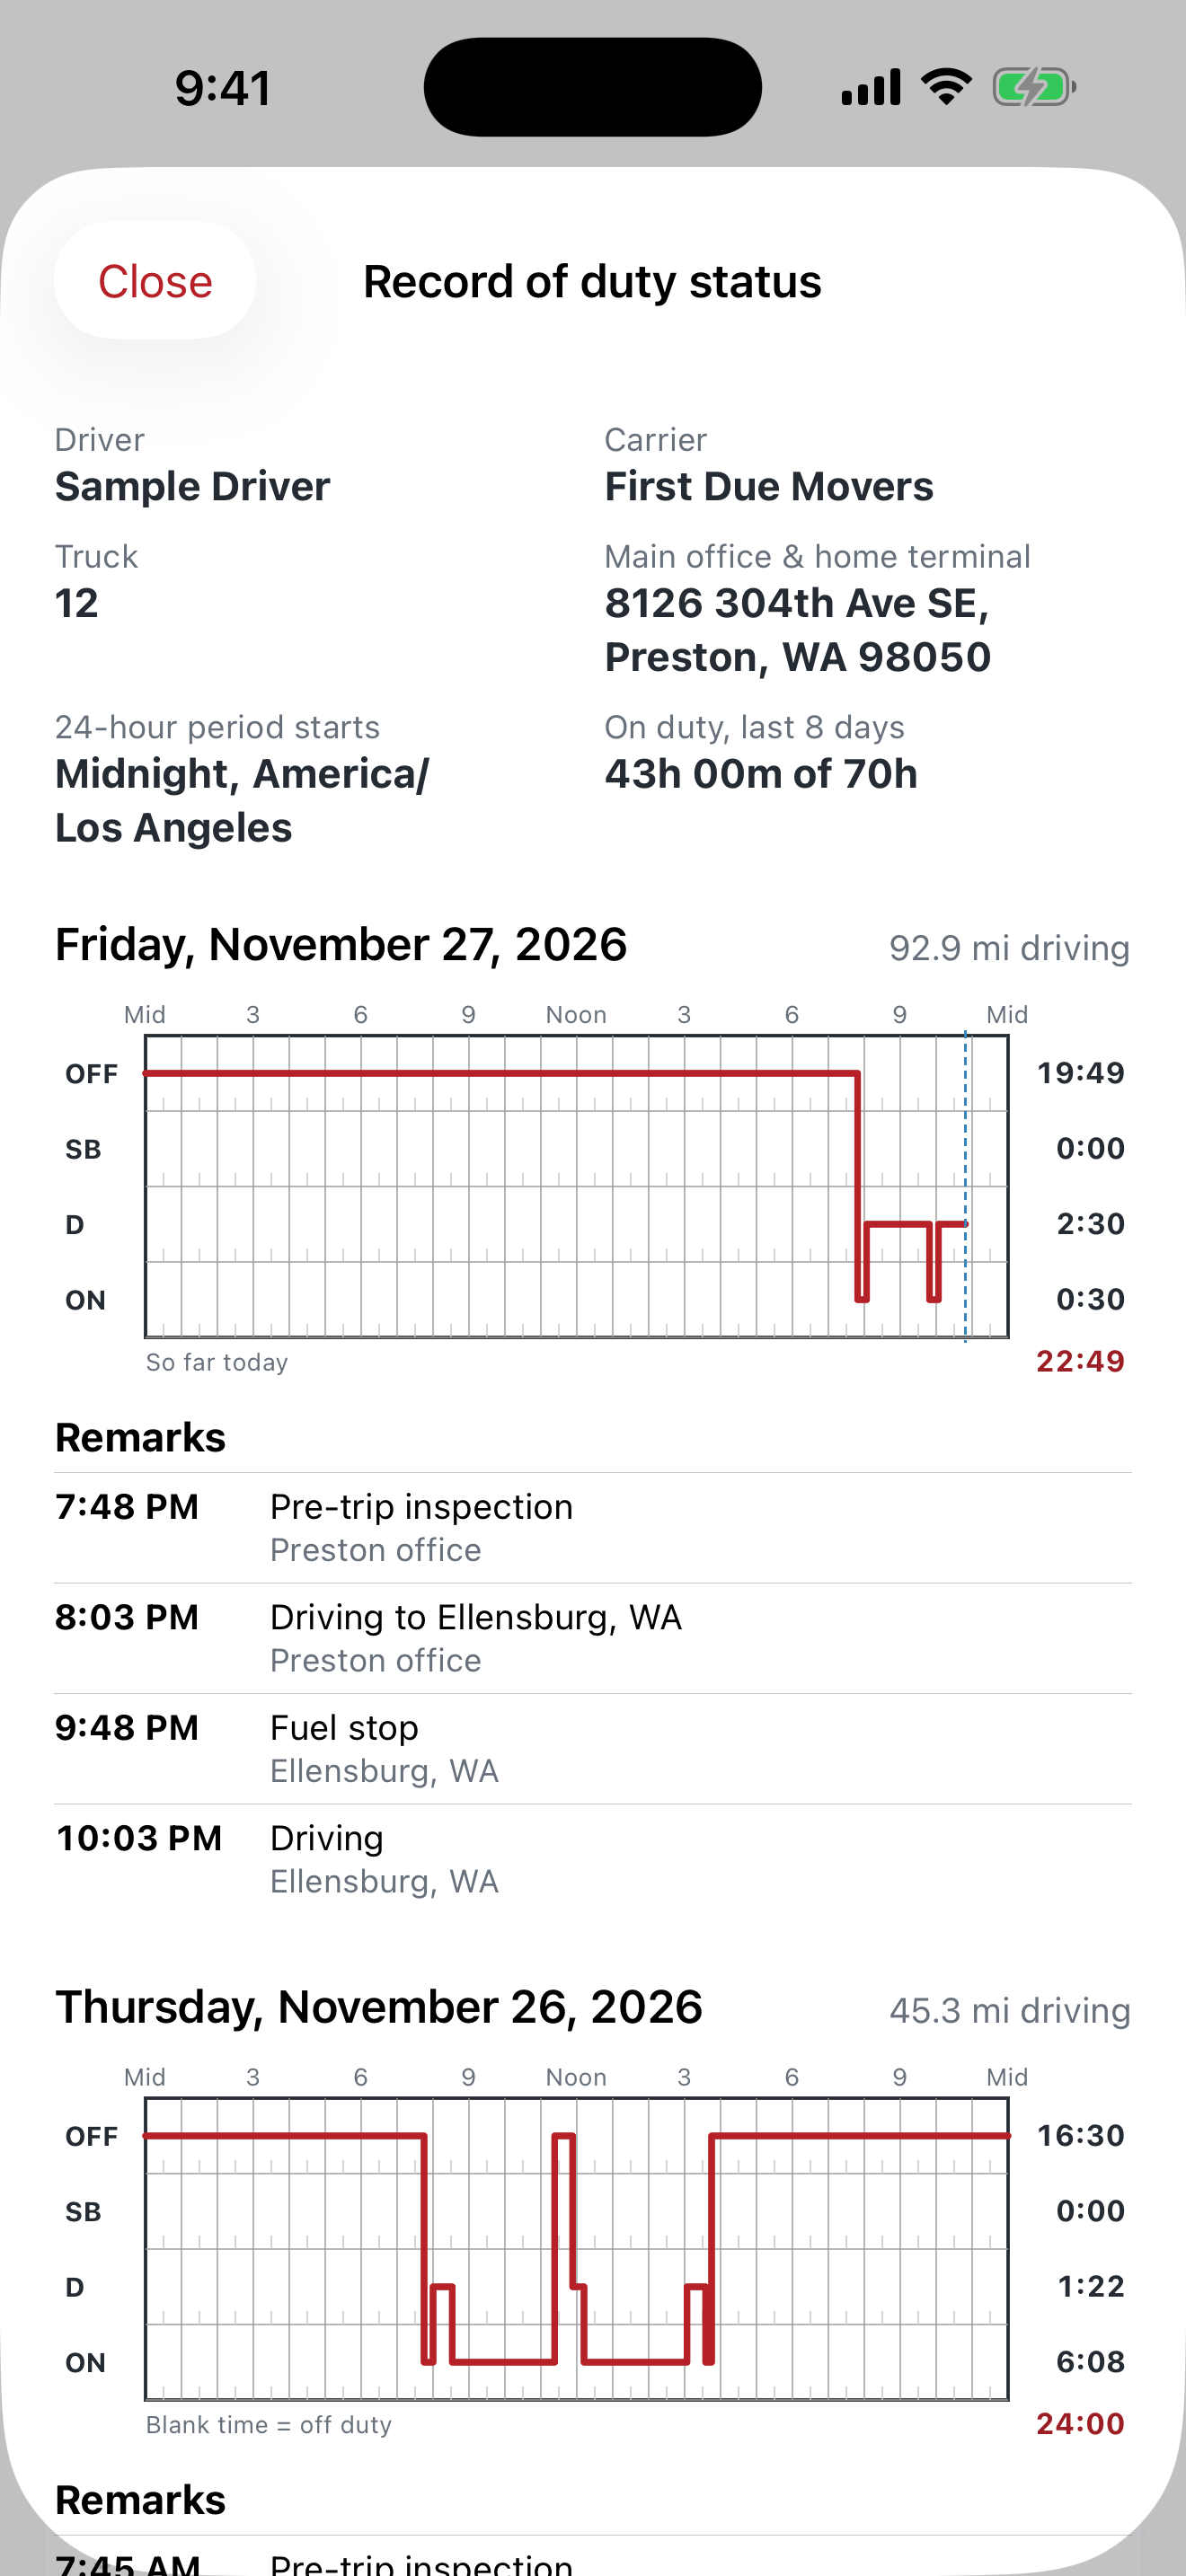 9:41
Close
Record of duty status
Driver
Sample Driver
Carrier
First Due Movers
Truck
12
Main office & home terminal
8126 304th Ave SE,
Preston, WA 98050
24-hour period starts
Midnight, America/
Los Angeles
On duty, last 8 days
43h 00m of 70h
Friday, November 27, 2026
92.9 mi driving
Mid 3 6 9 Noon 3 6 9 Mid
OFF 19:49
SB 0:00
D 2:30
ON 0:30
So far today 22:49
Remarks
7:48 PM Pre-trip inspection
Preston office
8:03 PM Driving to Ellensburg, WA
Preston office
9:48 PM Fuel stop
Ellensburg, WA
10:03 PM Driving
Ellensburg, WA
Thursday, November 26, 2026
45.3 mi driving
Mid 3 6 9 Noon 3 6 9 Mid
OFF 16:30
SB 0:00
D 1:22
ON 6:08
Blank time = off duty 24:00
Remarks
7:45 AM Pre-trip inspection